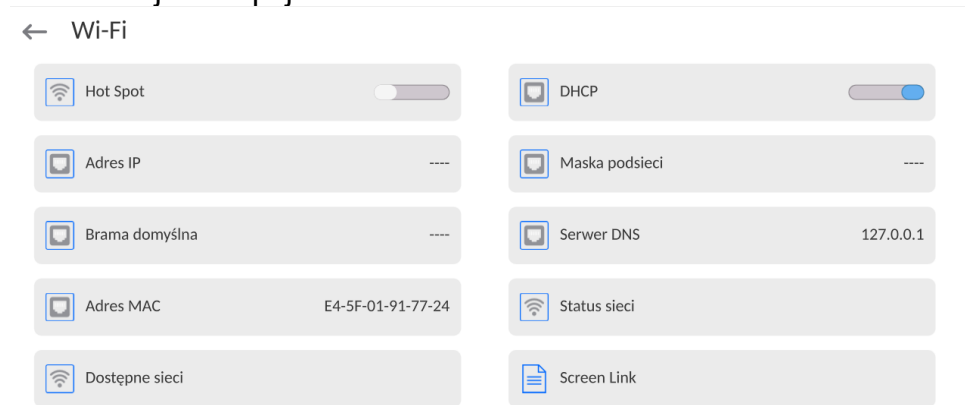 Wi-Fi
Hot Spot
DHCP
Adres IP ----
Maska podsieci ----
Brama domyślna ----
Serwer DNS 127.0.0.1
Adres MAC E4-5F-01-91-77-24
Status sieci
Dostępne sieci
Screen Link